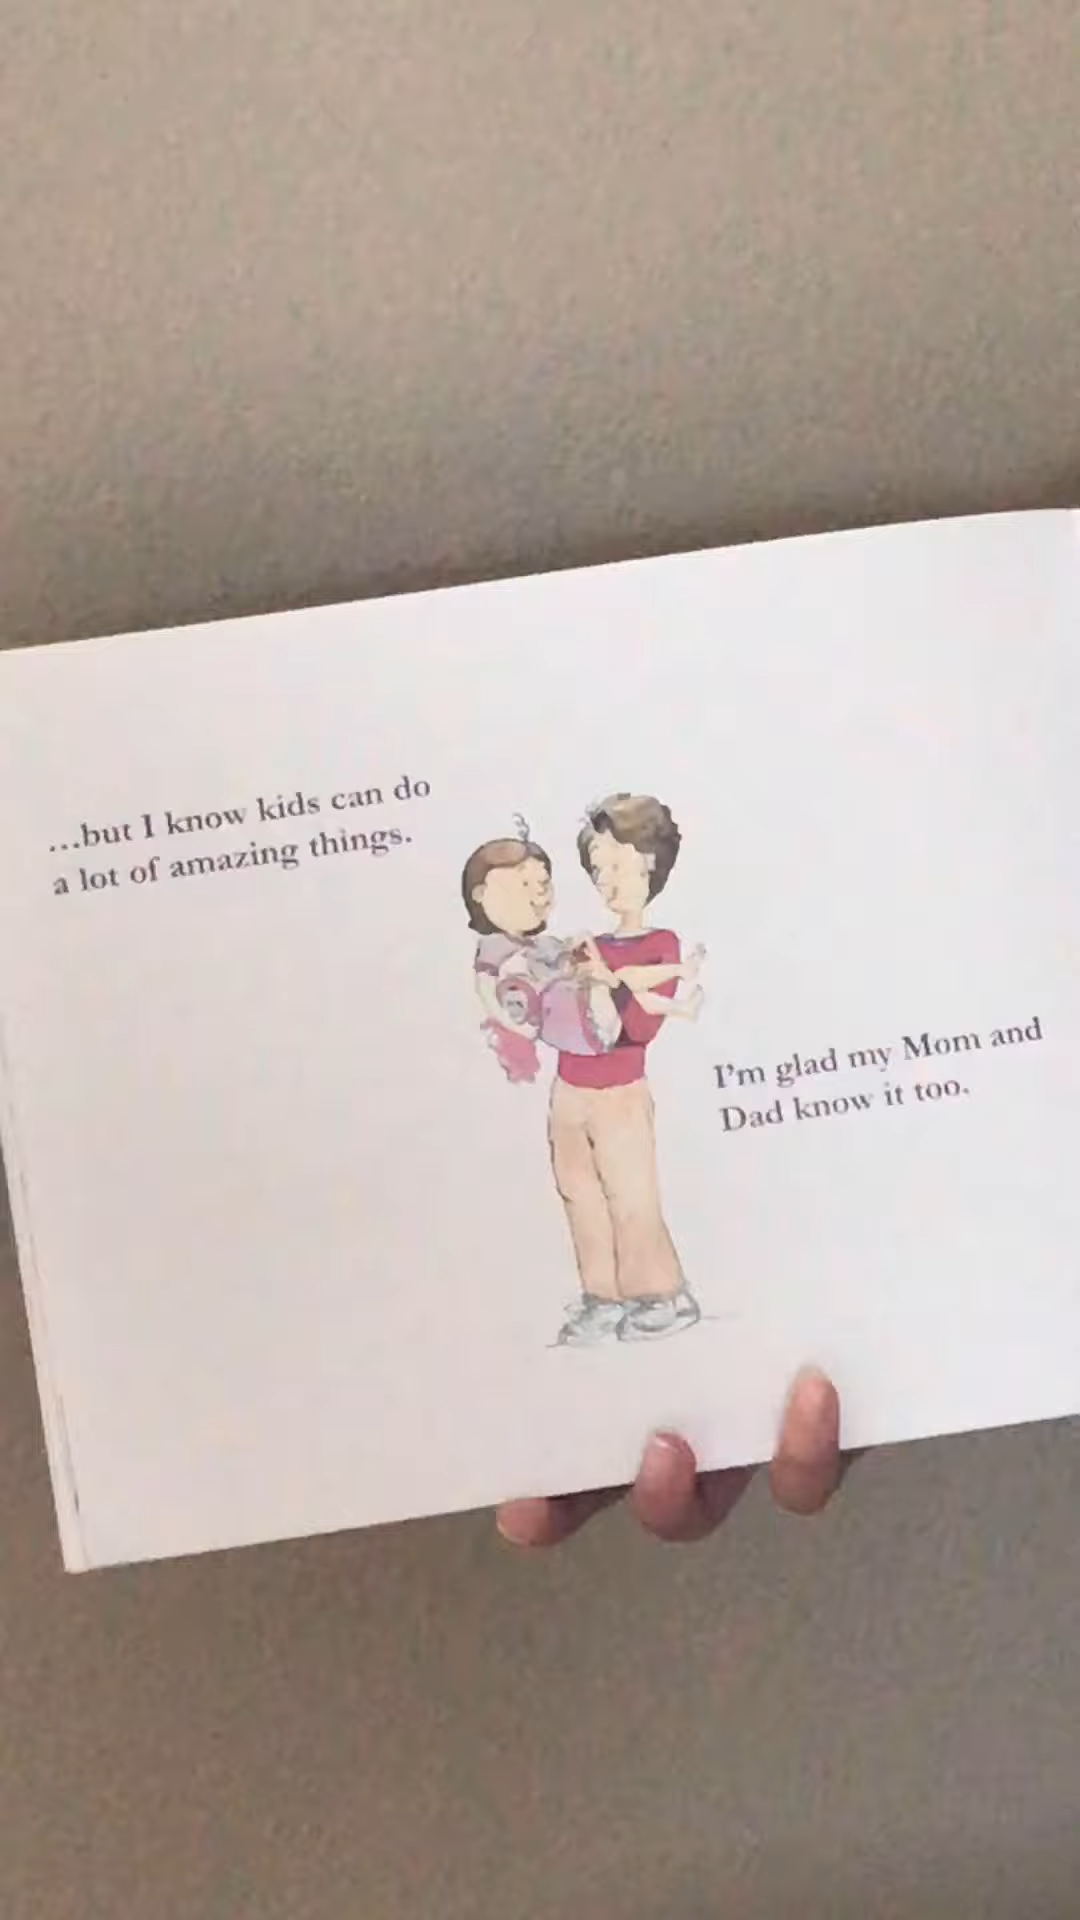 ...but I know kids can do
a lot of amazing things.
I'm glad my Mom and
Dad know it too.